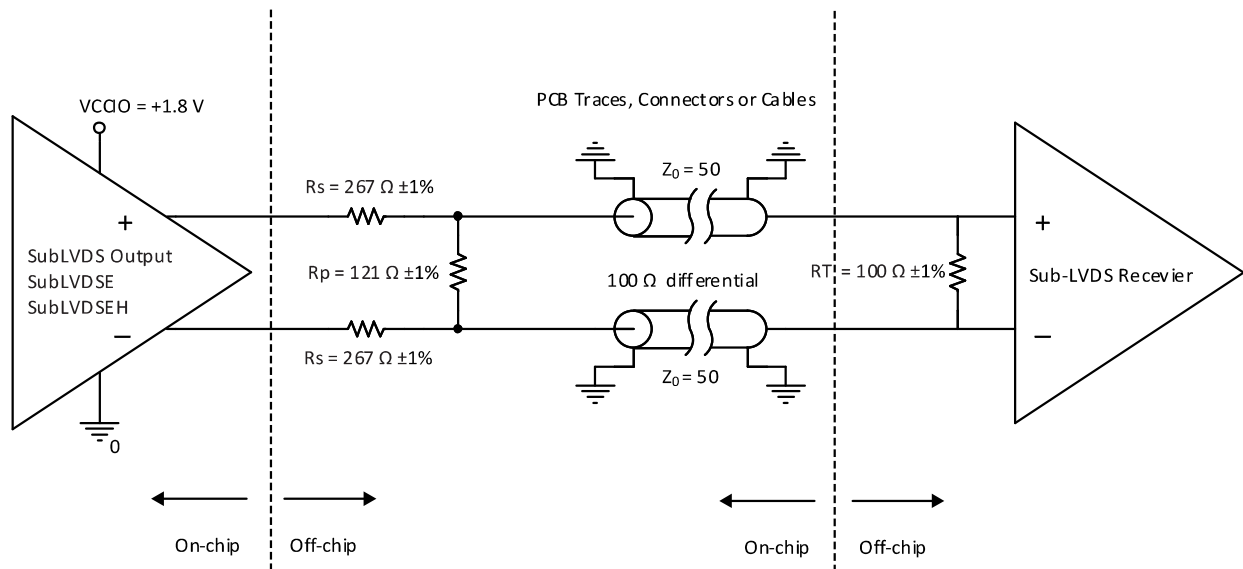 VCCIO = +1.8 V
PCB Traces, Connectors or Cables
Z0 = 50
Rs = 267 Ω ±1%
+
+
SubLVDS Output
SubLVDSE
SubLVDSEH
Rp = 121 Ω ±1%
100 Ω differential
RT = 100 Ω ±1%
Sub-LVDS Recevier
–
–
Rs = 267 Ω ±1%
Z0 = 50
0
On-chip
Off-chip
On-chip
Off-chip